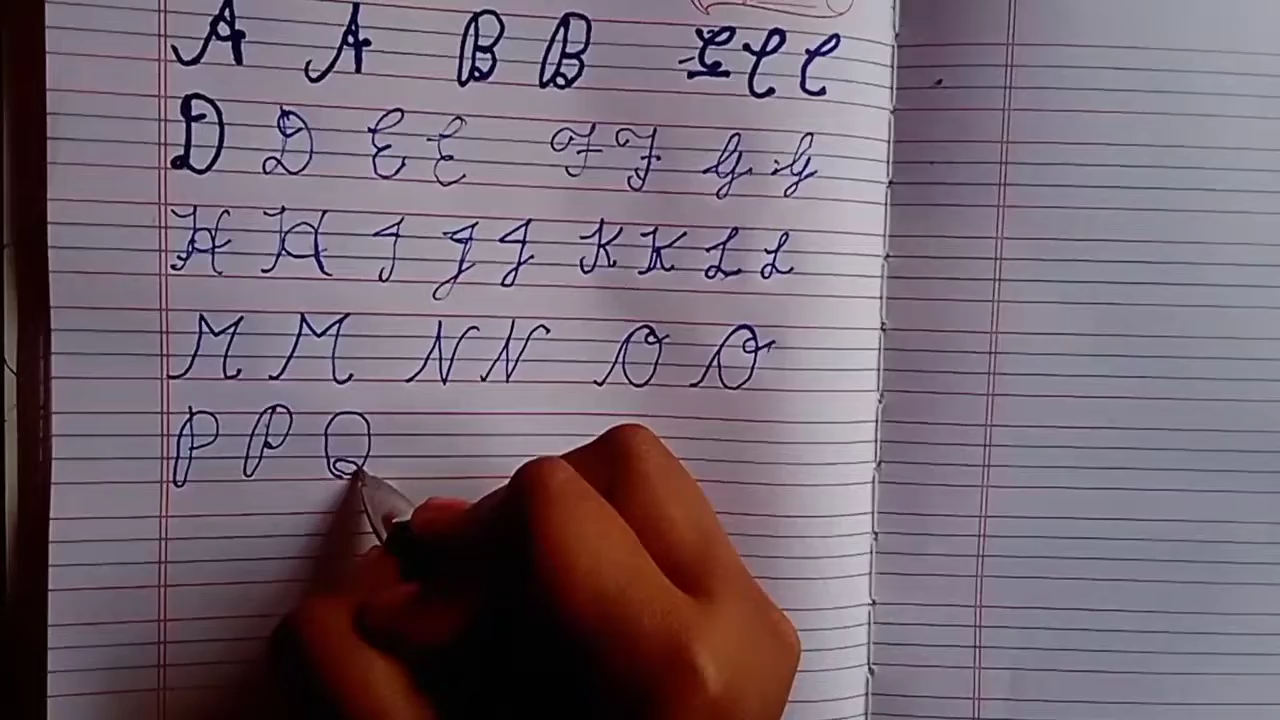 A A B B C C C
D D E E F F G G
H H I J J K K L L
M M N N O O
P P Q